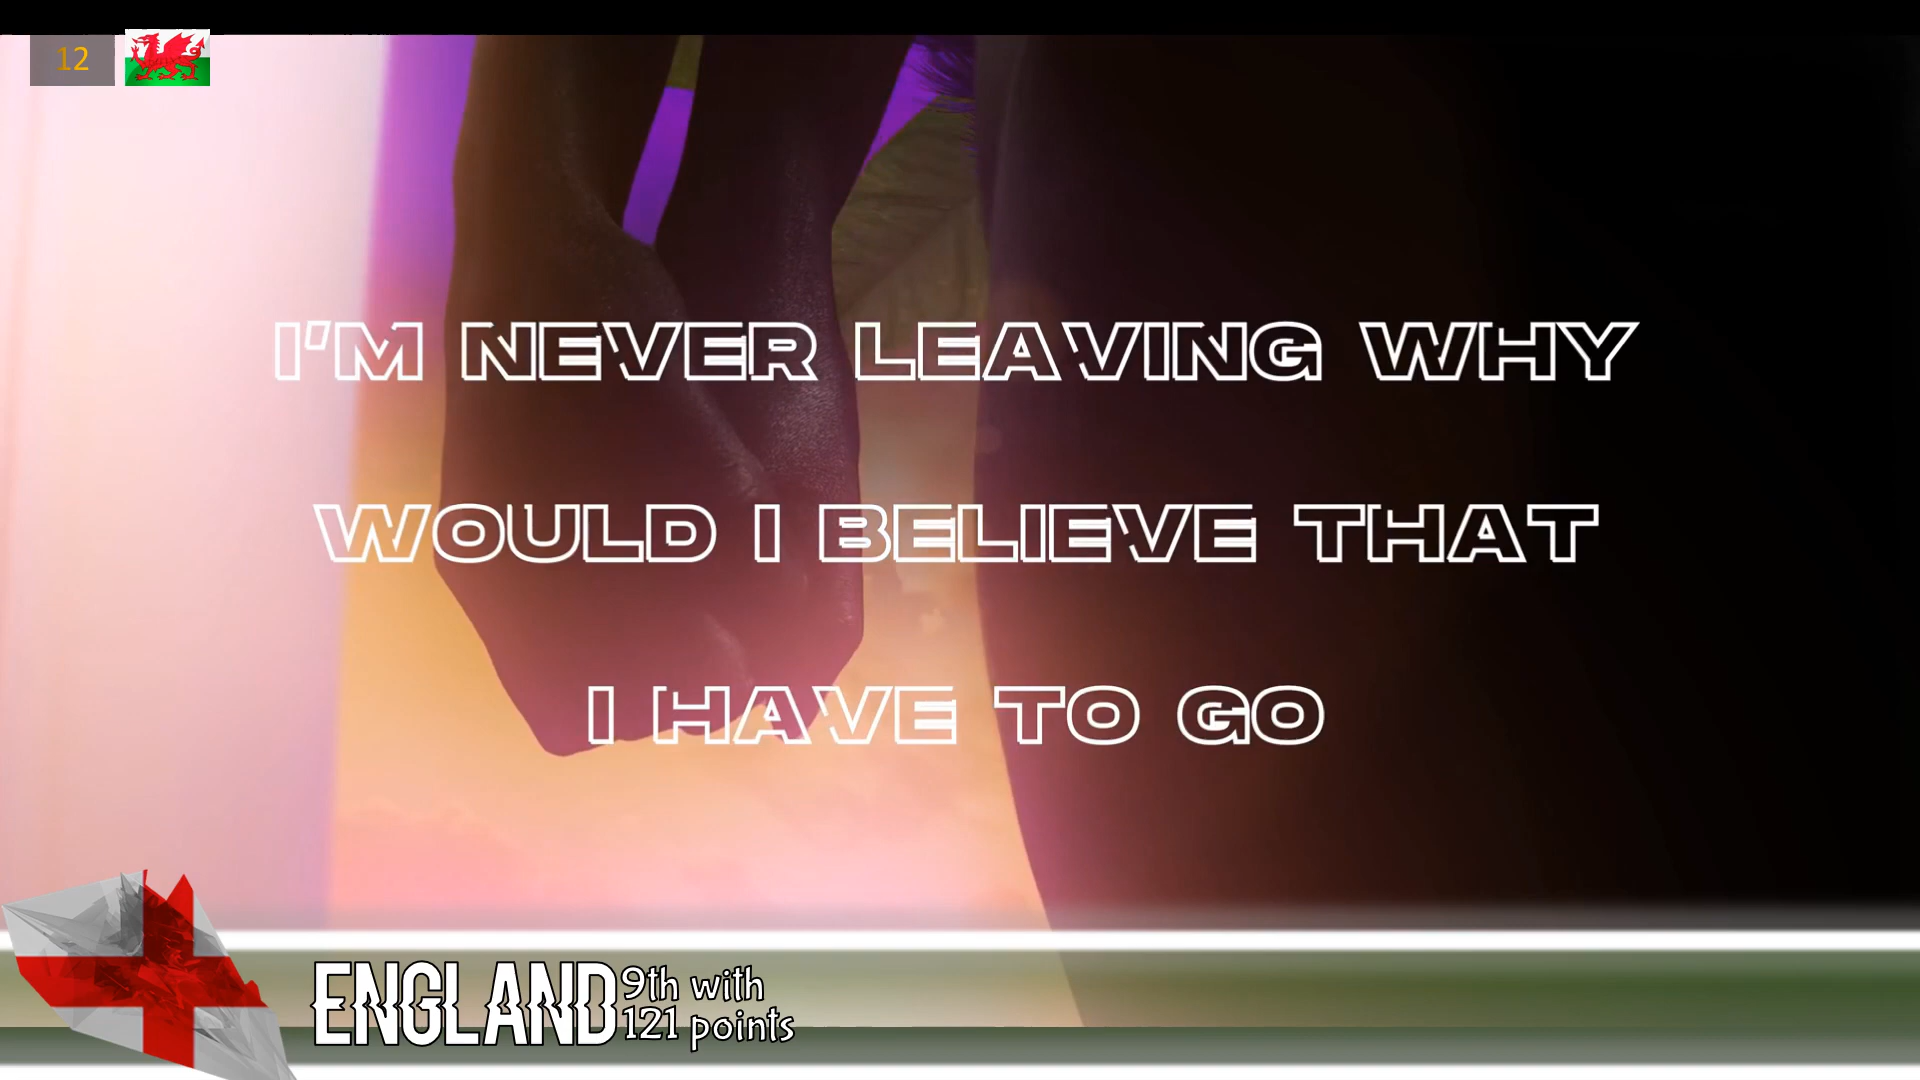 12
I'M NEVER LEAVING WHY
WOULD I BELIEVE THAT
I HAVE TO GO
ENGLAND
9th with
121 points